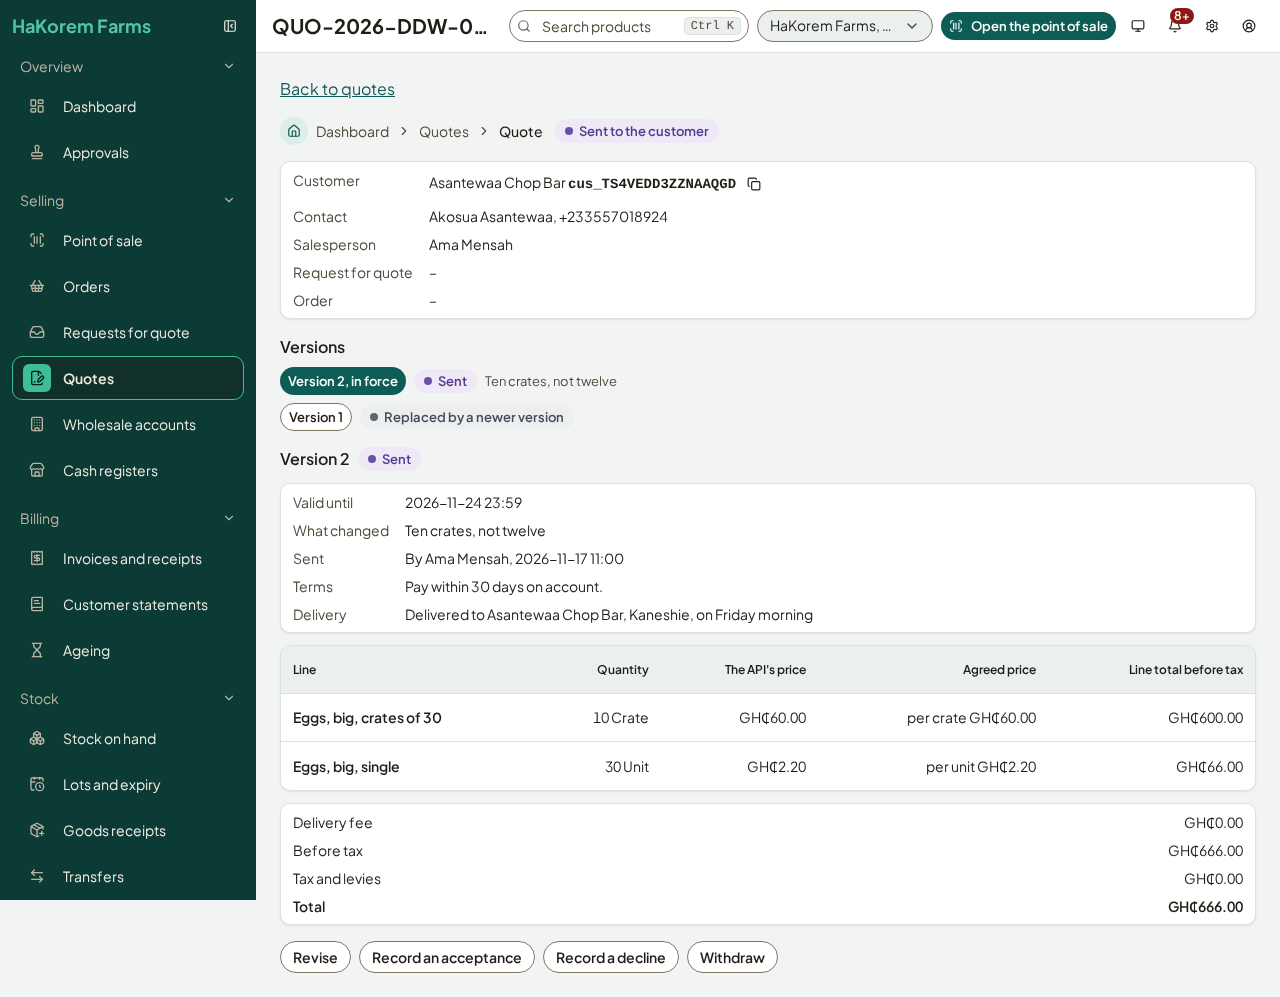 HaKorem Farms
QUO-2026-DDW-0…
Search products
Ctrl K
HaKorem Farms, …
Open the point of sale
8+
Overview
Dashboard
Approvals
Selling
Point of sale
Orders
Requests for quote
Quotes
Wholesale accounts
Cash registers
Billing
Invoices and receipts
Customer statements
Ageing
Stock
Stock on hand
Lots and expiry
Goods receipts
Transfers
Back to quotes
Dashboard > Quotes > Quote Sent to the customer
Customer Asantewaa Chop Bar cus_TS4VEDD3ZZNAAQGD
Contact Akosua Asantewaa, +233557018924
Salesperson Ama Mensah
Request for quote –
Order –
Versions
Version 2, in force Sent Ten crates, not twelve
Version 1 Replaced by a newer version
Version 2 Sent
Valid until 2026-11-24 23:59
What changed Ten crates, not twelve
Sent By Ama Mensah, 2026-11-17 11:00
Terms Pay within 30 days on account.
Delivery Delivered to Asantewaa Chop Bar, Kaneshie, on Friday morning
Line Quantity The API's price Agreed price Line total before tax
Eggs, big, crates of 30 10 Crate GH₵60.00 per crate GH₵60.00 GH₵600.00
Eggs, big, single 30 Unit GH₵2.20 per unit GH₵2.20 GH₵66.00
Delivery fee GH₵0.00
Before tax GH₵666.00
Tax and levies GH₵0.00
Total GH₵666.00
Revise Record an acceptance Record a decline Withdraw